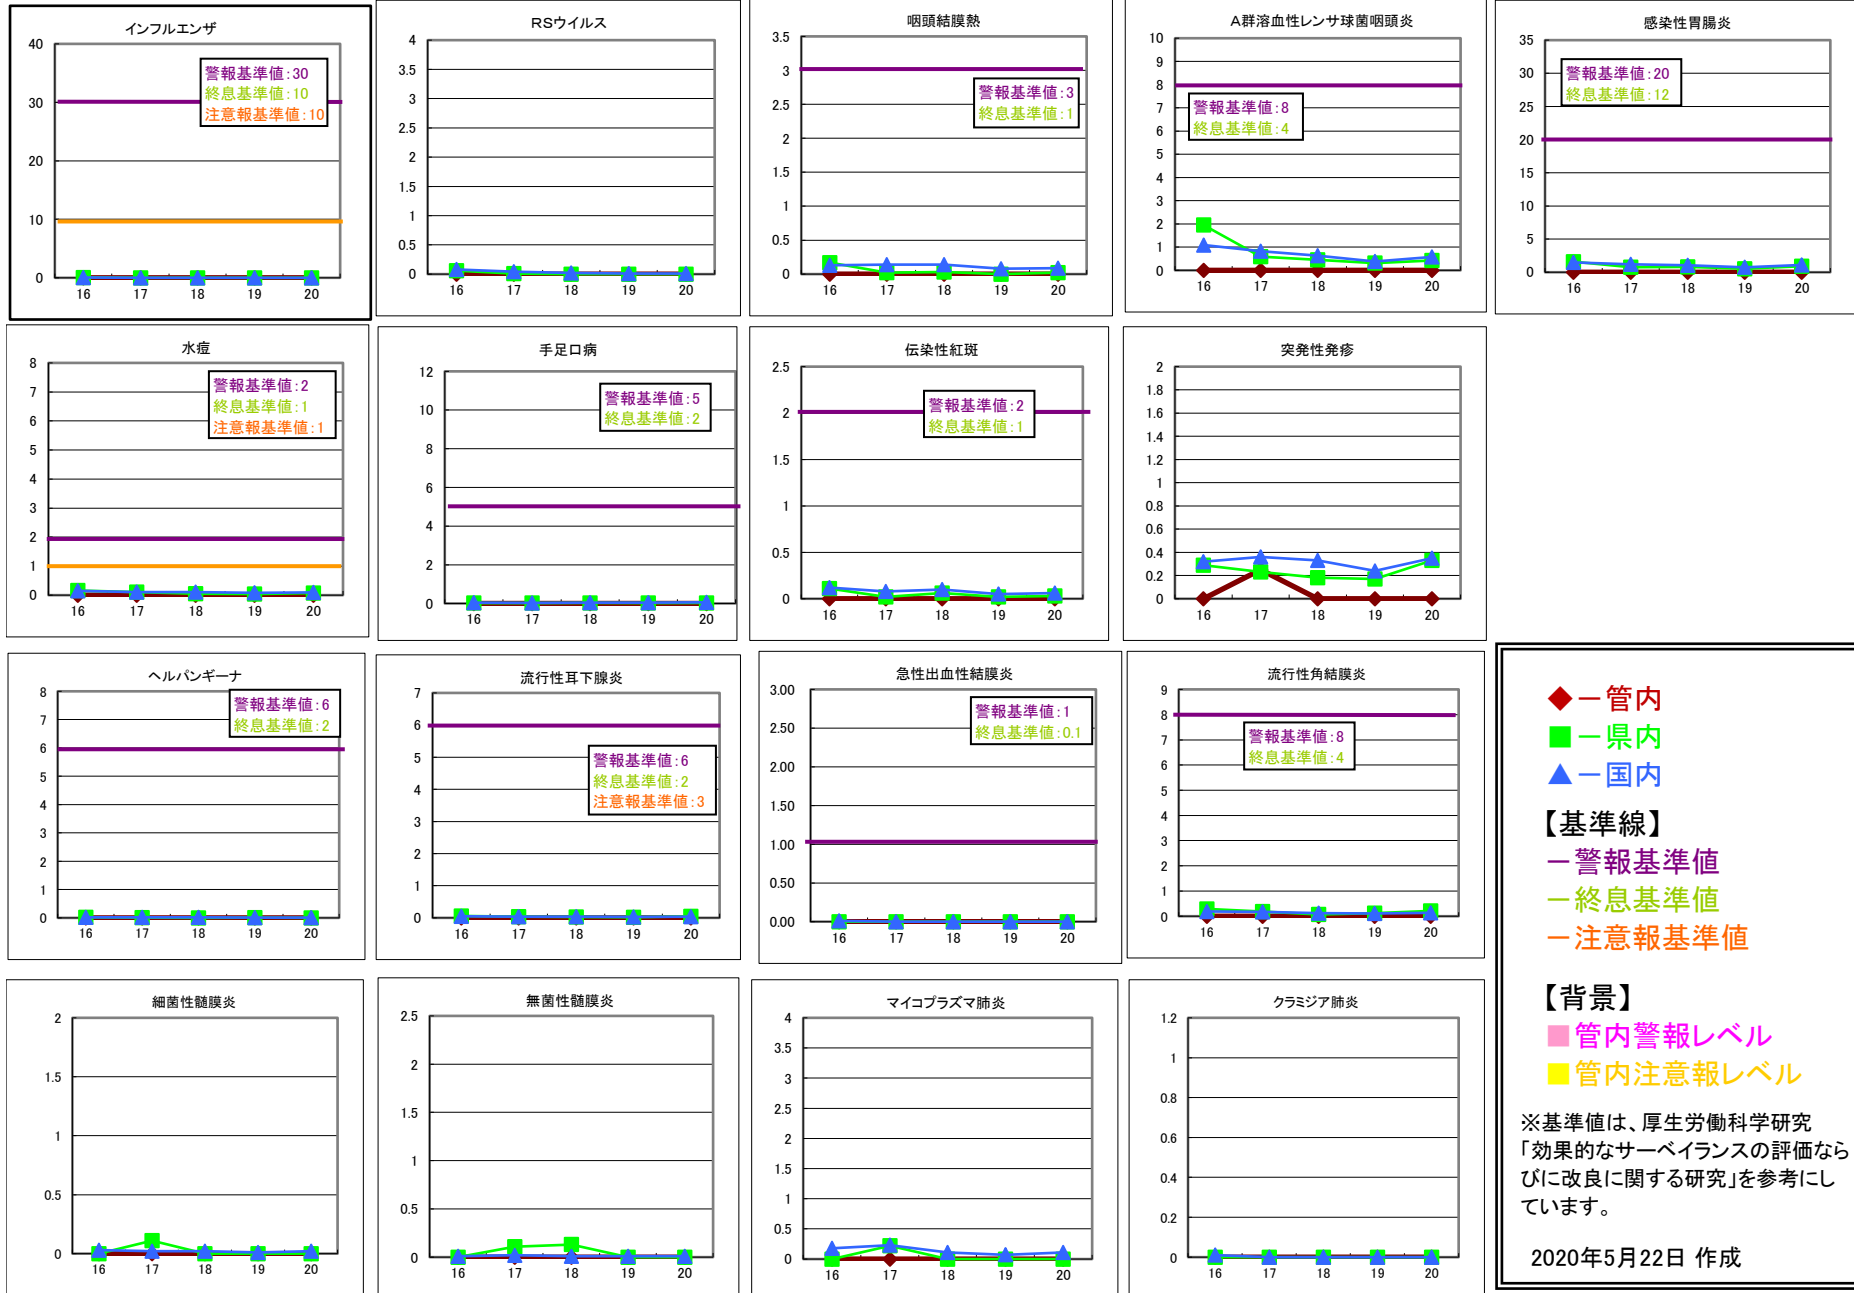 インフルエンザ
40
30
20
10
0
警報基準値:30
終息基準値:10
注意報基準値:10
16 17 18 19 20
RSウイルス
4
3.5
3
2.5
2
1.5
1
0.5
0
16 17 18 19 20
咽頭結膜熱
3.5
3
2.5
2
1.5
1
0.5
0
警報基準値:3
終息基準値:1
16 17 18 19 20
A群溶血性レンサ球菌咽頭炎
10
9
8
7
6
5
4
3
2
1
0
警報基準値:8
終息基準値:4
16 17 18 19 20
感染性胃腸炎
35
30
25
20
15
10
5
0
警報基準値:20
終息基準値:12
16 17 18 19 20
水痘
8
7
6
5
4
3
2
1
0
警報基準値:2
終息基準値:1
注意報基準値:1
16 17 18 19 20
手足口病
12
10
8
6
4
2
0
警報基準値:5
終息基準値:2
16 17 18 19 20
伝染性紅斑
2.5
2
1.5
1
0.5
0
警報基準値:2
終息基準値:1
16 17 18 19 20
突発性発疹
2
1.8
1.6
1.4
1.2
1
0.8
0.6
0.4
0.2
0
16 17 18 19 20
ヘルパンギーナ
8
7
6
5
4
3
2
1
0
警報基準値:6
終息基準値:2
16 17 18 19 20
流行性耳下腺炎
7
6
5
4
3
2
1
0
警報基準値:6
終息基準値:2
注意報基準値:3
16 17 18 19 20
急性出血性結膜炎
3.00
2.50
2.00
1.50
1.00
0.50
0.00
警報基準値:1
終息基準値:0.1
16 17 18 19 20
流行性角結膜炎
9
8
7
6
5
4
3
2
1
0
警報基準値:8
終息基準値:4
16 17 18 19 20
細菌性髄膜炎
2
1.5
1
0.5
0
16 17 18 19 20
無菌性髄膜炎
2.5
2
1.5
1
0.5
0
16 17 18 19 20
マイコプラズマ肺炎
4
3.5
3
2.5
2
1.5
1
0.5
0
16 17 18 19 20
クラミジア肺炎
1.2
1
0.8
0.6
0.4
0.2
0
16 17 18 19 20
◆－管内
■－県内
▲－国内
【基準線】
－警報基準値
－終息基準値
－注意報基準値
【背景】
■管内警報レベル
■管内注意報レベル
※基準値は、厚生労働科学研究
「効果的なサーベイランスの評価なら
びに改良に関する研究」を参考にし
ています。
2020年5月22日 作成